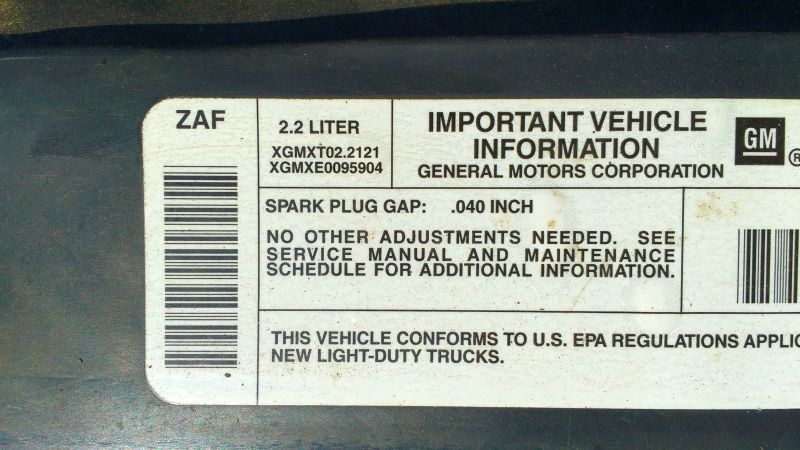 ZAF
2.2 LITER
XGMXT02.2121
XGMXE0095904
IMPORTANT VEHICLE
INFORMATION
GENERAL MOTORS CORPORATION
GM
®
SPARK PLUG GAP: .040 INCH
NO OTHER ADJUSTMENTS NEEDED. SEE
SERVICE MANUAL AND MAINTENANCE
SCHEDULE FOR ADDITIONAL INFORMATION.
THIS VEHICLE CONFORMS TO U.S. EPA REGULATIONS APPLIC
NEW LIGHT-DUTY TRUCKS.